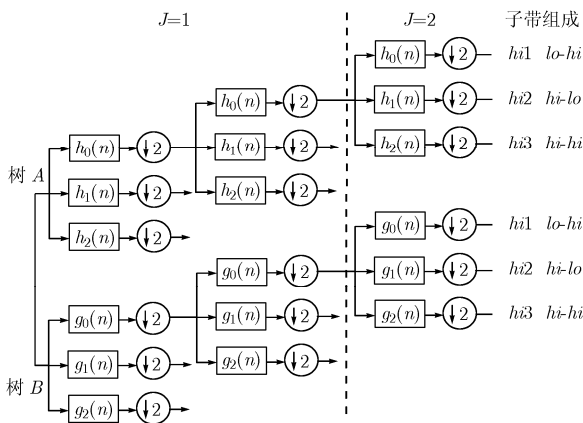 J=1
J=2
子带组成
h₀(n) ↓2 hi1 lo-hi
h₀(n) ↓2 h₁(n) ↓2 hi2 hi-lo
h₀(n) ↓2 h₁(n) ↓2 h₂(n) ↓2 hi3 hi-hi
树 A
h₁(n) ↓2 h₂(n) ↓2
h₂(n) ↓2
g₀(n) ↓2 hi1 lo-hi
g₀(n) ↓2 g₁(n) ↓2 hi2 hi-lo
g₀(n) ↓2 g₁(n) ↓2 g₂(n) ↓2 hi3 hi-hi
g₁(n) ↓2 g₂(n) ↓2
树 B
g₂(n) ↓2